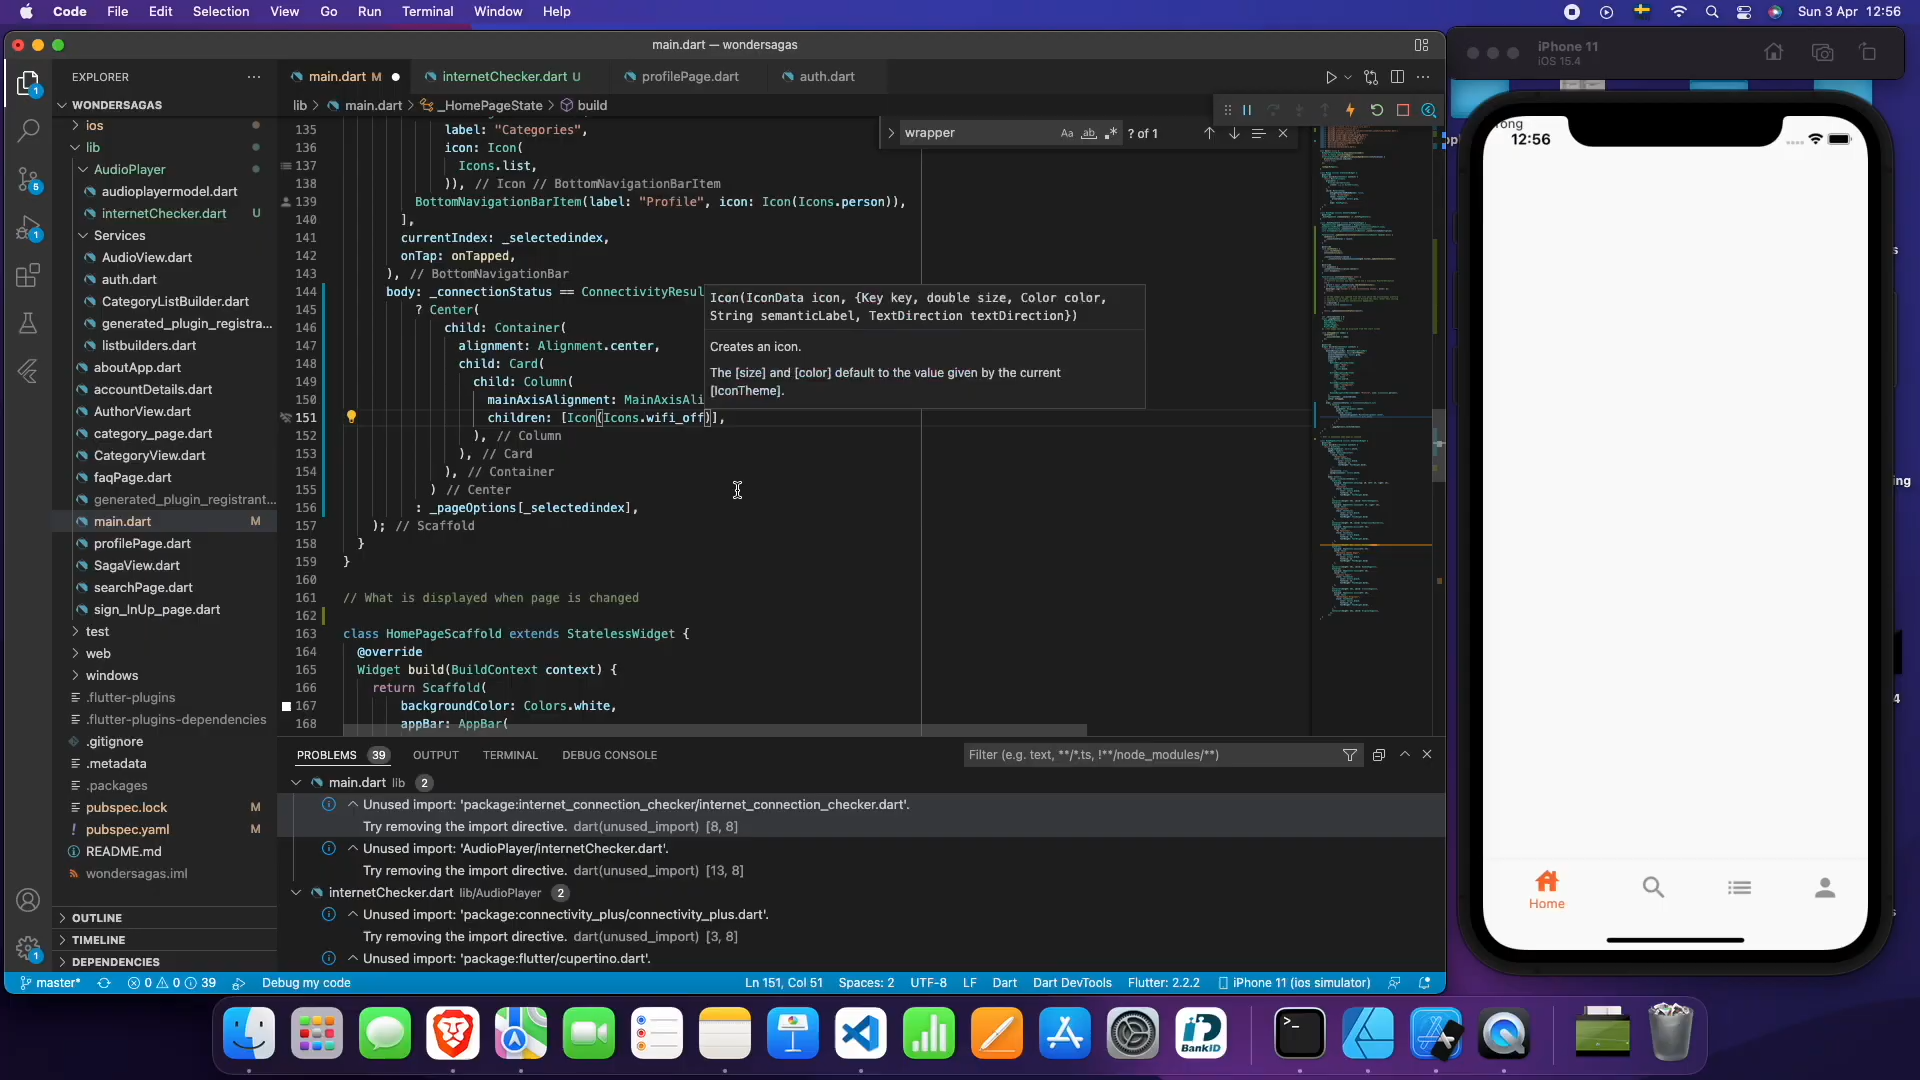 Code File Edit Selection View Go Run Terminal Window Help
Sun 3 Apr 12:56
main.dart — wondersagas
iPhone 11
iOS 15.4
EXPLORER
main.dart M
internetChecker.dart U
profilePage.dart
auth.dart
WONDERSAGAS
lib > main.dart > _HomePageState > build
wrapper
Aa ab .*
? of 1
ios
lib
AudioPlayer
audioplayermodel.dart
internetChecker.dart U
Services
AudioView.dart
auth.dart
CategoryListBuilder.dart
generated_plugin_registra...
listbuilders.dart
aboutApp.dart
accountDetails.dart
AuthorView.dart
category_page.dart
CategoryView.dart
faqPage.dart
generated_plugin_registrant...
main.dart M
profilePage.dart
SagaView.dart
searchPage.dart
sign_InUp_page.dart
test
web
windows
.flutter-plugins
.flutter-plugins-dependencies
.gitignore
.metadata
.packages
pubspec.lock M
pubspec.yaml M
README.md
wondersagas.iml
OUTLINE
TIMELINE
DEPENDENCIES
135 label: "Categories",
136 icon: Icon(
137 Icons.list,
138 )), // Icon // BottomNavigationBarItem
139 BottomNavigationBarItem(label: "Profile", icon: Icon(Icons.person)),
140 ],
141 currentIndex: _selectedindex,
142 onTap: onTapped,
143 ), // BottomNavigationBar
144 body: _connectionStatus == ConnectivityResul
145 ? Center(
146 child: Container(
147 alignment: Alignment.center,
148 child: Card(
149 child: Column(
150 mainAxisAlignment: MainAxisAli
151 children: [Icon(Icons.wifi_off)],
152 ), // Column
153 ), // Card
154 ), // Container
155 ) // Center
156 : _pageOptions[_selectedindex],
157 ); // Scaffold
158 }
159 }
160
161 // What is displayed when page is changed
162
163 class HomePageScaffold extends StatelessWidget {
164 @override
165 Widget build(BuildContext context) {
166 return Scaffold(
167 backgroundColor: Colors.white,
168 appBar: AppBar(
Icon(IconData icon, {Key key, double size, Color color,
String semanticLabel, TextDirection textDirection})
Creates an icon.
The [size] and [color] default to the value given by the current
[IconTheme].
PROBLEMS 39 OUTPUT TERMINAL DEBUG CONSOLE
Filter (e.g. text, **/*.ts, !**/node_modules/**)
main.dart lib 2
Unused import: 'package:internet_connection_checker/internet_connection_checker.dart'.
Try removing the import directive. dart(unused_import) [8, 8]
Unused import: 'AudioPlayer/internetChecker.dart'.
Try removing the import directive. dart(unused_import) [13, 8]
internetChecker.dart lib/AudioPlayer 2
Unused import: 'package:connectivity_plus/connectivity_plus.dart'.
Try removing the import directive. dart(unused_import) [3, 8]
Unused import: 'package:flutter/cupertino.dart'.
master* 0 0 39 Debug my code
Ln 151, Col 51 Spaces: 2 UTF-8 LF Dart Dart DevTools Flutter: 2.2.2 iPhone 11 (ios simulator)
rong
12:56
Home
BankID